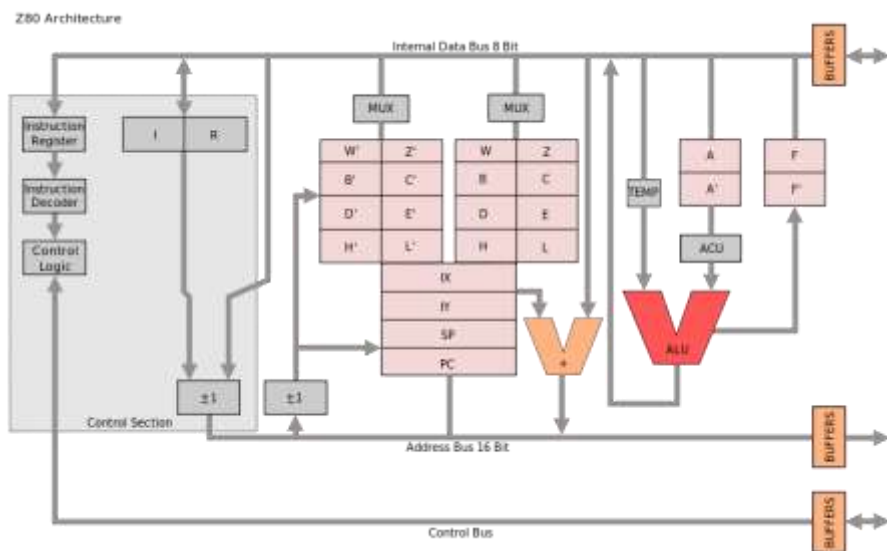 Z80 Architecture
Internal Data Bus 8 Bit
BUFFERS
MUX
MUX
Instruction
Register
I
R
W'
Z'
W
Z
A
F
B'
C'
B
C
Instruction
Decoder
TEMP
A'
F'
D'
E'
D
E
Control
Logic
H'
L'
H
L
ACU
IX
IY
SP
+
ALU
PC
±1
±1
Control Section
Address Bus 16 Bit
BUFFERS
Control Bus
BUFFERS